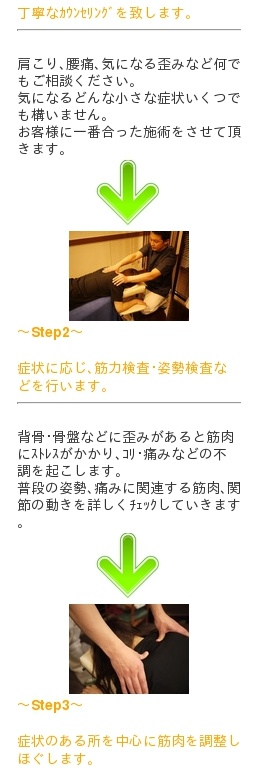 丁寧なｶｳﾝｾﾘﾝｸﾞを致します。
肩こり､腰痛､気になる歪みなど何で
もご相談ください。
気になるどんな小さな症状いくつで
も構いません。
お客様に一番合った施術をさせて頂
きます。
～Step2～
症状に応じ､筋力検査･姿勢検査な
どを行います。
背骨･骨盤などに歪みがあると筋肉
にｽﾄﾚｽがかかり､ｺﾘ･痛みなどの不
調を起こします。
普段の姿勢､痛みに関連する筋肉､関
節の動きを詳しくﾁｪｯｸしていきます
。
～Step3～
症状のある所を中心に筋肉を調整し
ほぐします。